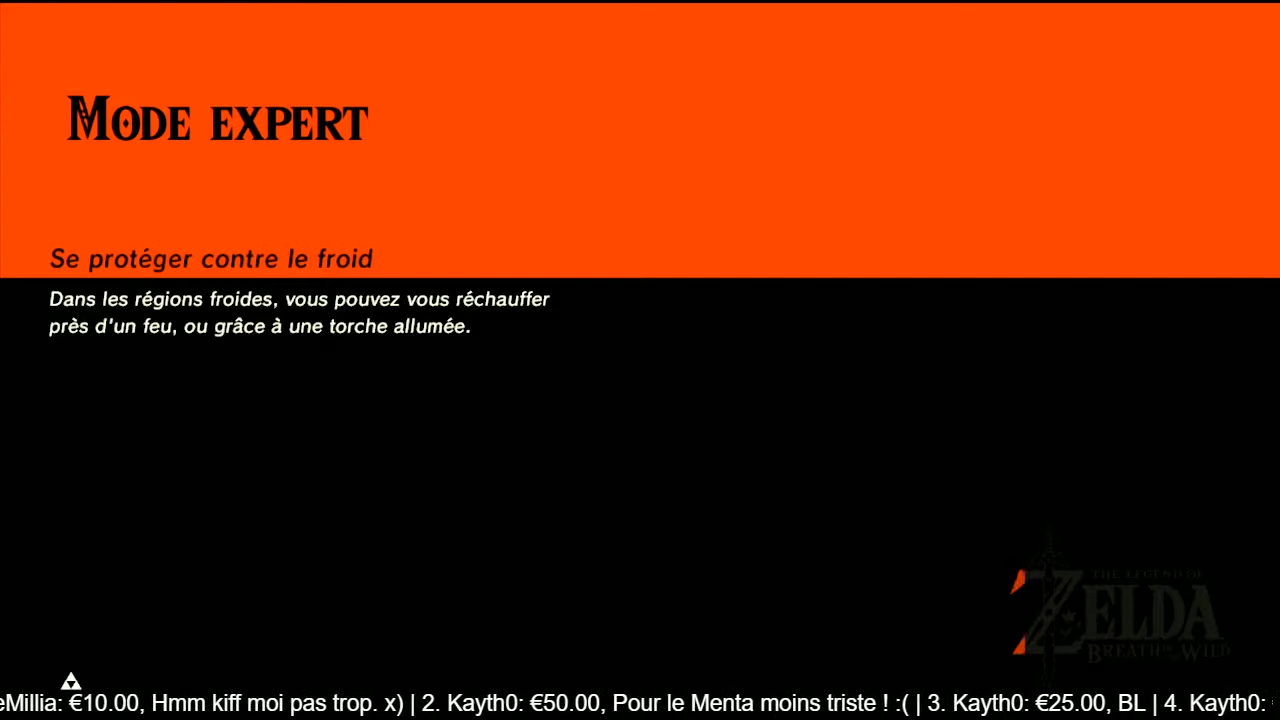 Mode expert
Se protéger contre le froid
Dans les régions froides, vous pouvez vous réchauffer
près d'un feu, ou grâce à une torche allumée.
THE LEGEND OF
ZELDA
BREATH OF THE WILD
eMillia: €10.00, Hmm kiff moi pas trop. x) | 2. Kayth0: €50.00, Pour le Menta moins triste ! :( | 3. Kayth0: €25.00, BL | 4. Kayth0: